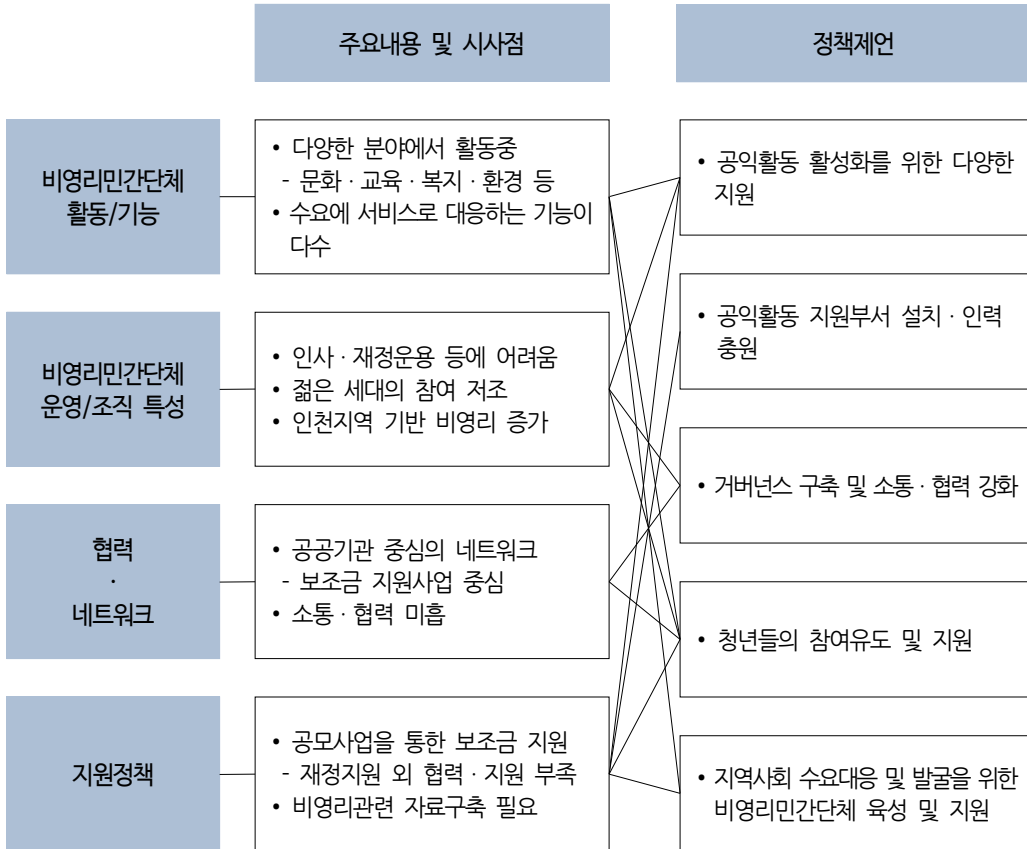 주요내용 및 시사점
정책제언
비영리민간단체
활동/기능
• 다양한 분야에서 활동중
- 문화 · 교육 · 복지 · 환경 등
• 수요에 서비스로 대응하는 기능이
다수
• 공익활동 활성화를 위한 다양한
지원
비영리민간단체
운영/조직 특성
• 인사 · 재정운용 등에 어려움
• 젊은 세대의 참여 저조
• 인천지역 기반 비영리 증가
• 공익활동 지원부서 설치 · 인력
충원
• 거버넌스 구축 및 소통 · 협력 강화
협력
·
네트워크
• 공공기관 중심의 네트워크
- 보조금 지원사업 중심
• 소통 · 협력 미흡
• 청년들의 참여유도 및 지원
지원정책
• 공모사업을 통한 보조금 지원
- 재정지원 외 협력 · 지원 부족
• 비영리관련 자료구축 필요
• 지역사회 수요대응 및 발굴을 위한
비영리민간단체 육성 및 지원